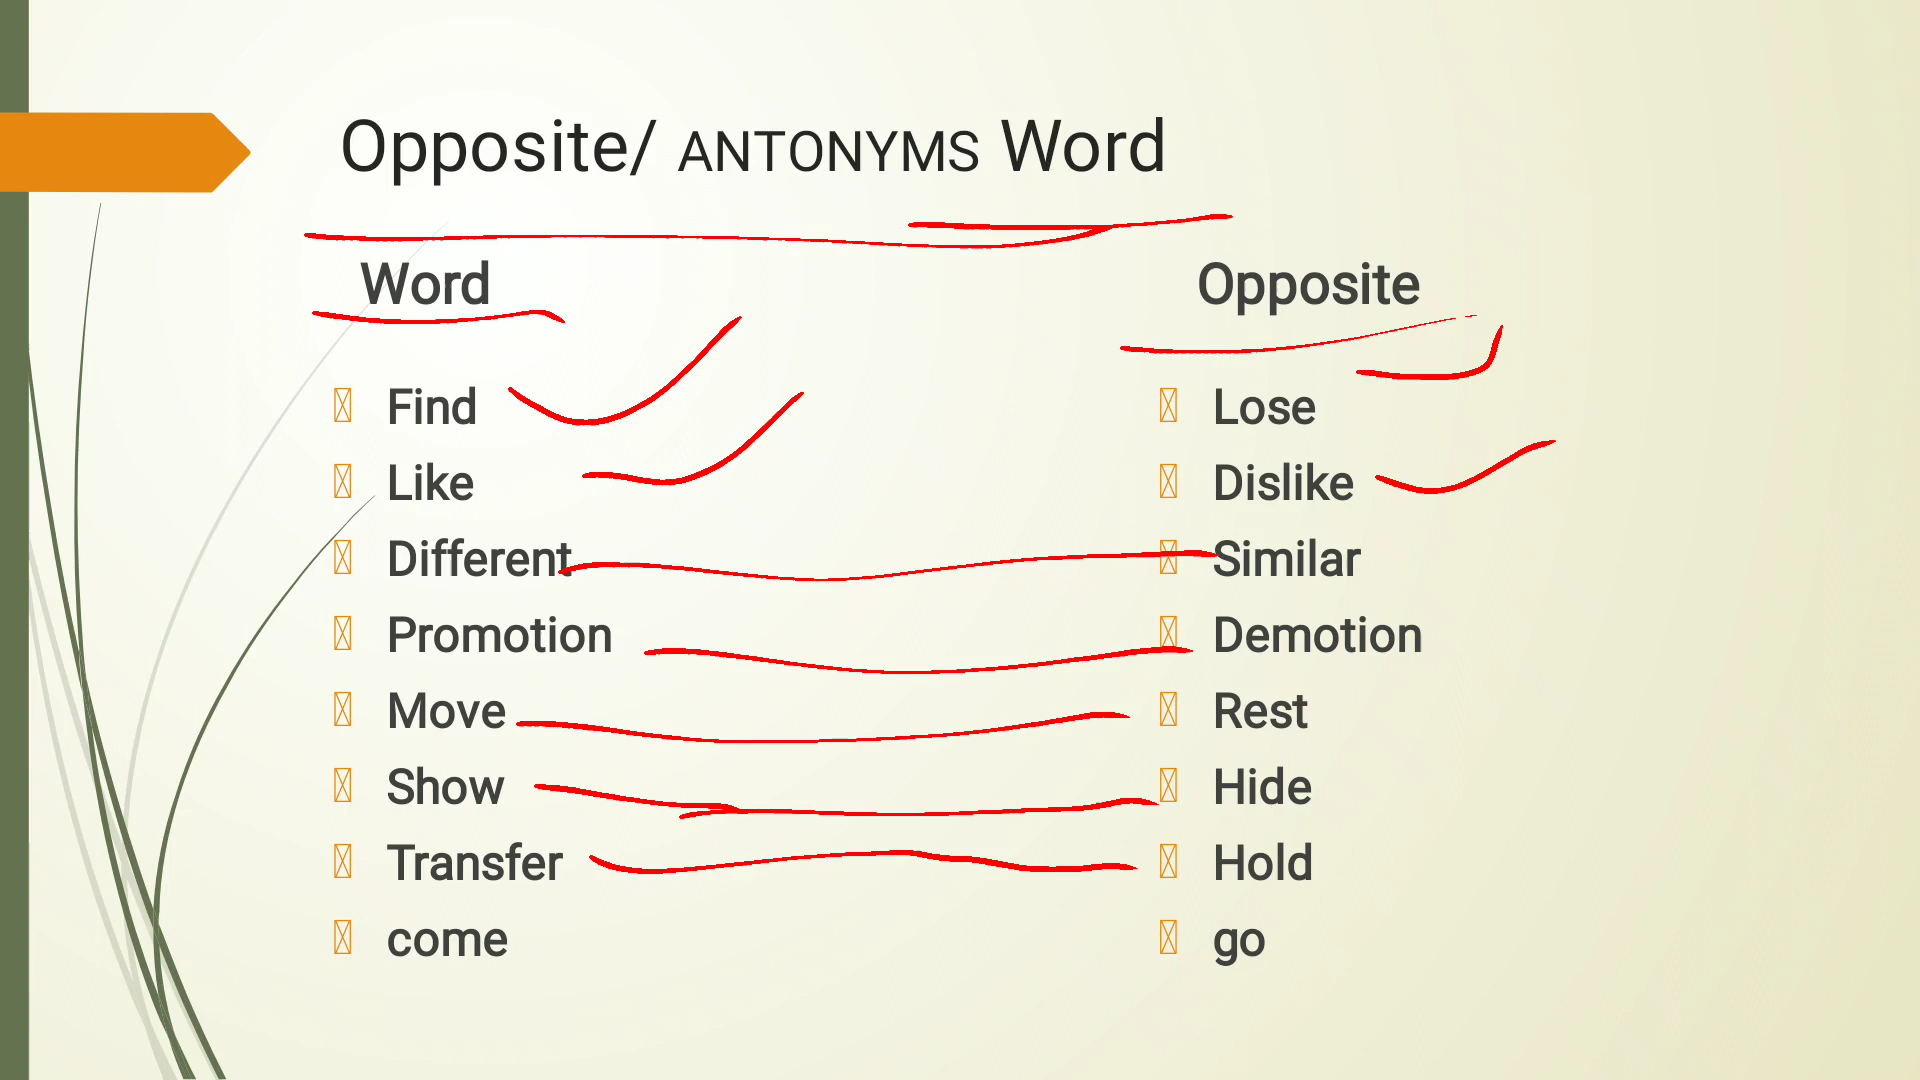 Opposite/ ANTONYMS Word
Word Opposite
Find Lose
Like Dislike
Different Similar
Promotion Demotion
Move Rest
Show Hide
Transfer Hold
come go